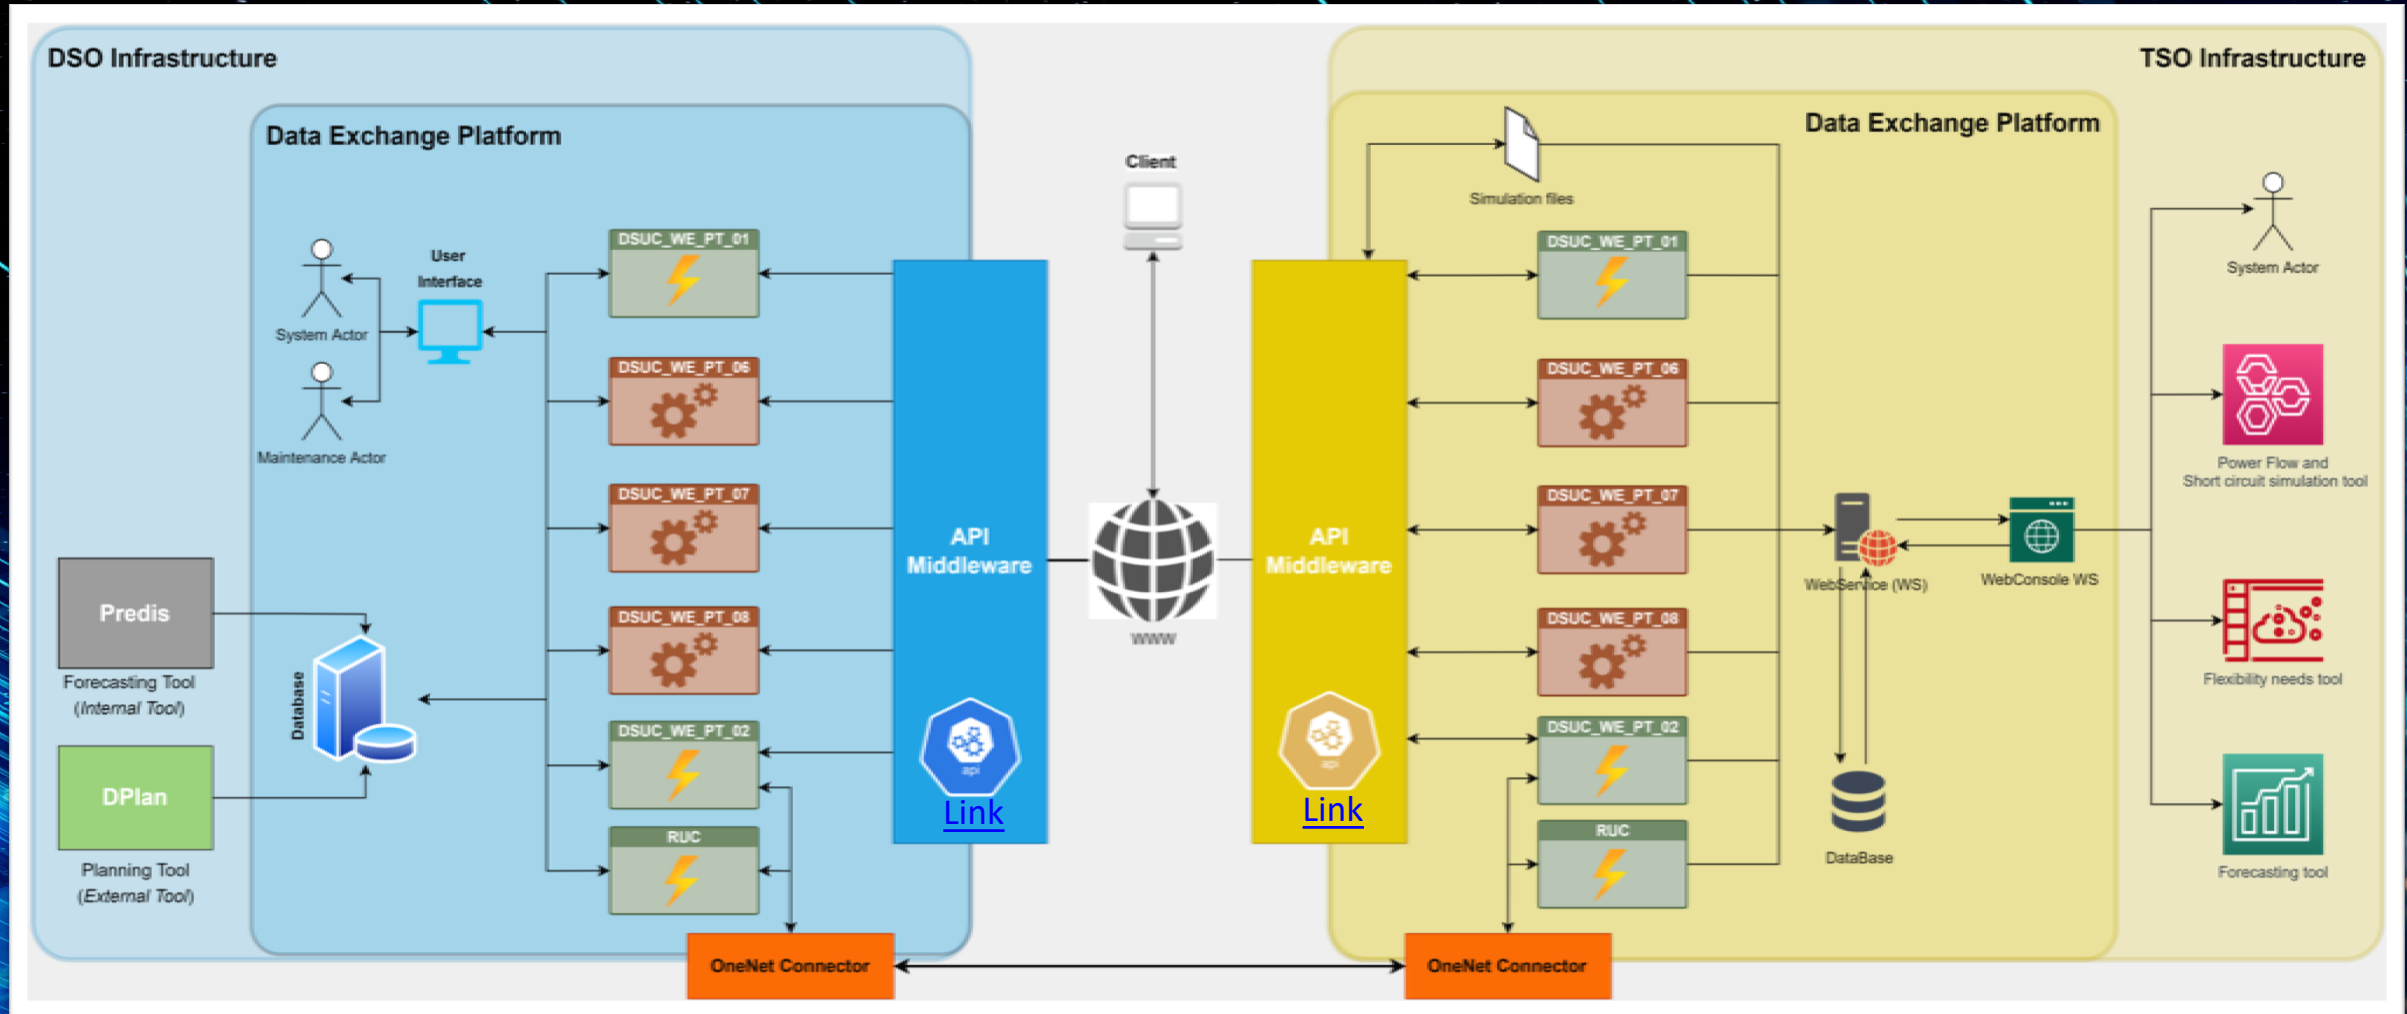 DSO Infrastructure
Data Exchange Platform
User
Interface
System Actor
Maintenance Actor
Predis
Forecasting Tool
(Internal Tool)
DPlan
Planning Tool
(External Tool)
Database
DSUC_WE_PT_01
DSUC_WE_PT_06
DSUC_WE_PT_07
DSUC_WE_PT_08
DSUC_WE_PT_02
RUC
API
Middleware
api
Link
OneNet Connector
Client
WWW
TSO Infrastructure
Data Exchange Platform
Simulation files
API
Middleware
api
Link
DSUC_WE_PT_01
DSUC_WE_PT_06
DSUC_WE_PT_07
DSUC_WE_PT_08
DSUC_WE_PT_02
RUC
OneNet Connector
WebService (WS)
WebConsole WS
DataBase
System Actor
Power Flow and
Short circuit simulation tool
Flexibility needs tool
Forecasting tool